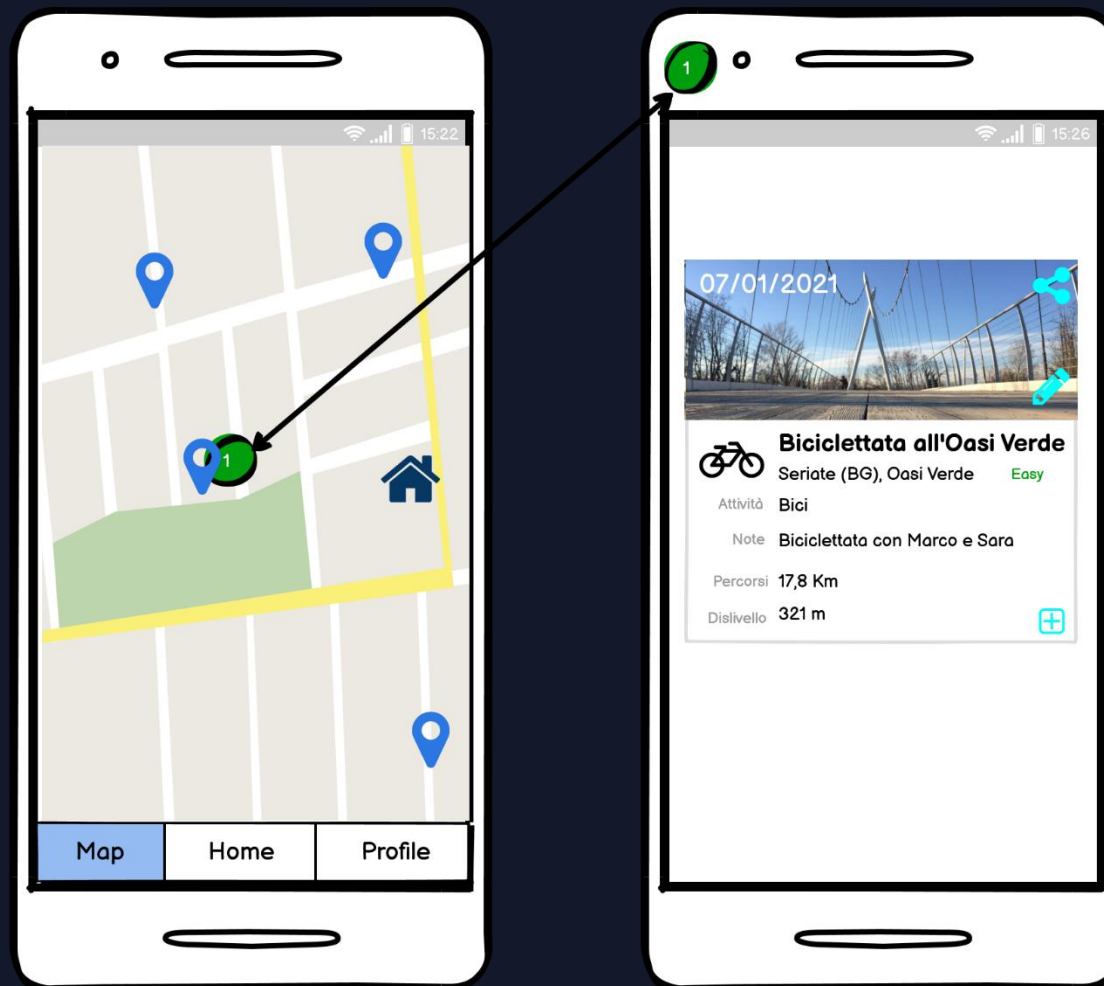 15:22
1
Map
Home
Profile
1
15:26
07/01/2021
Biciclettata all'Oasi Verde
Seriate (BG), Oasi Verde Easy
Attività Bici
Note Biciclettata con Marco e Sara
Percorsi 17,8 Km
Dislivello 321 m